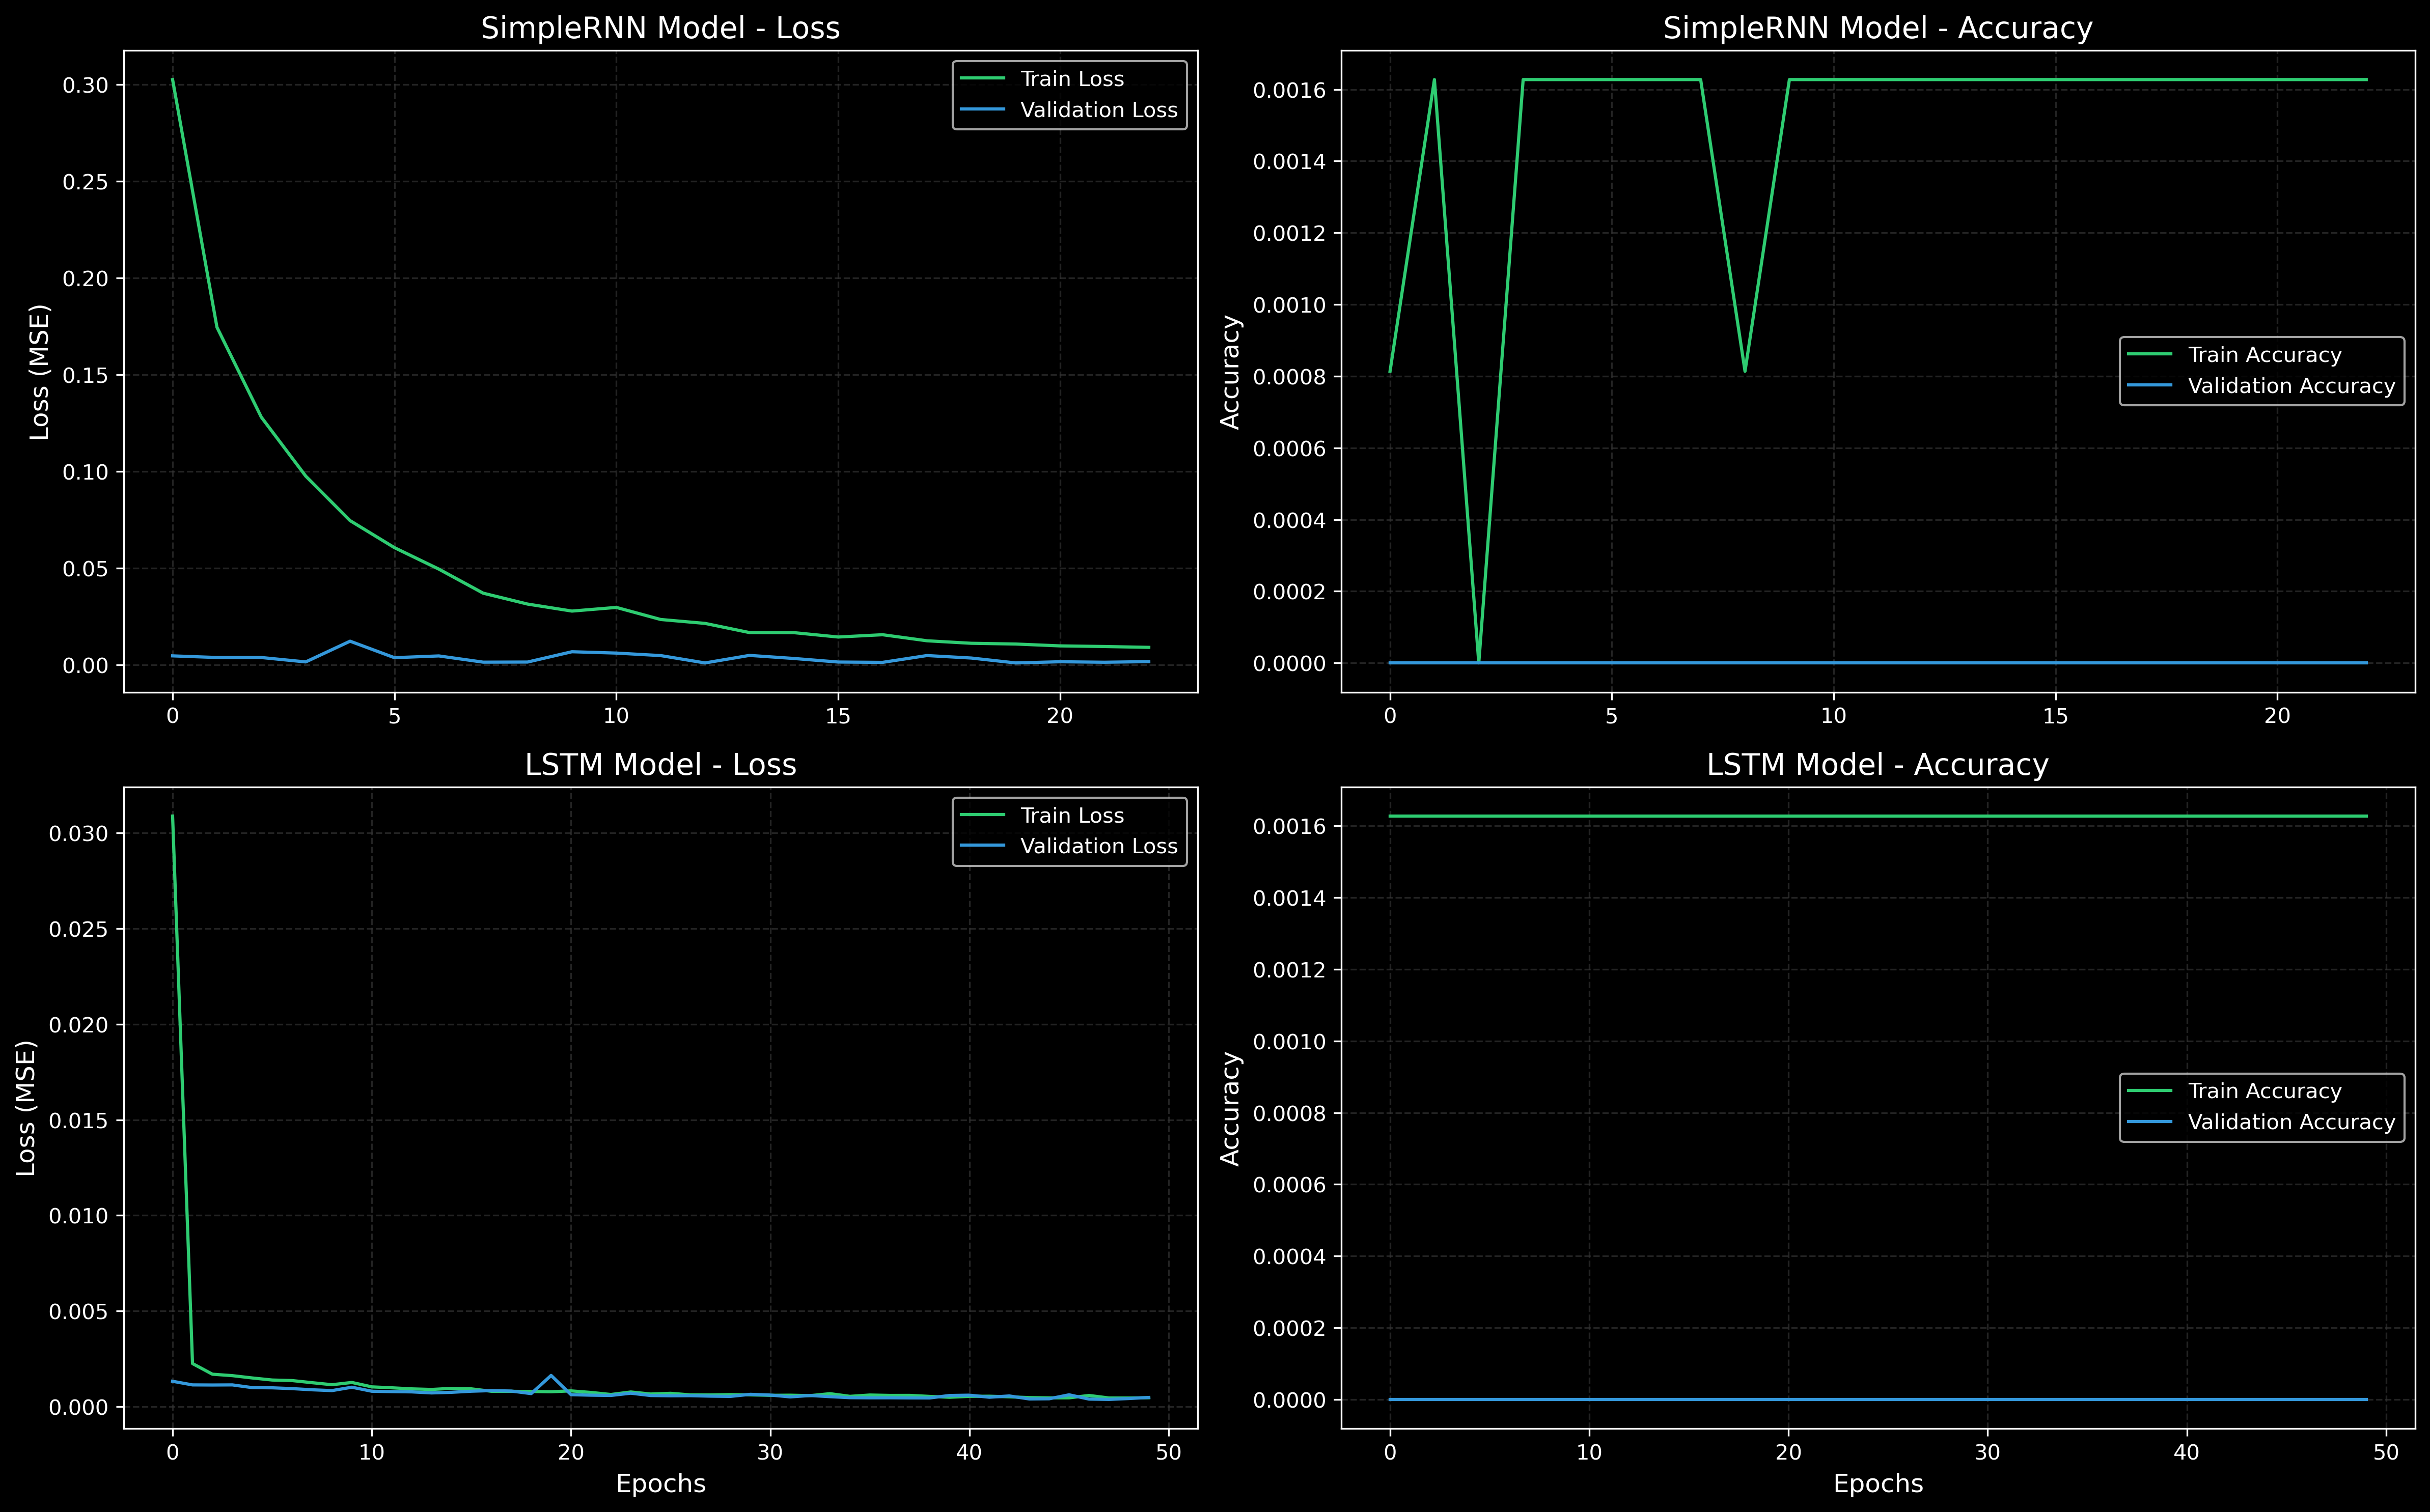 SimpleRNN Model - Loss
Loss (MSE)
0.30
0.25
0.20
0.15
0.10
0.05
0.00
0 5 10 15 20
Train Loss
Validation Loss
SimpleRNN Model - Accuracy
Accuracy
0.0016
0.0014
0.0012
0.0010
0.0008
0.0006
0.0004
0.0002
0.0000
0 5 10 15 20
Train Accuracy
Validation Accuracy
LSTM Model - Loss
Loss (MSE)
0.030
0.025
0.020
0.015
0.010
0.005
0.000
0 10 20 30 40 50
Epochs
Train Loss
Validation Loss
LSTM Model - Accuracy
Accuracy
0.0016
0.0014
0.0012
0.0010
0.0008
0.0006
0.0004
0.0002
0.0000
0 10 20 30 40 50
Epochs
Train Accuracy
Validation Accuracy